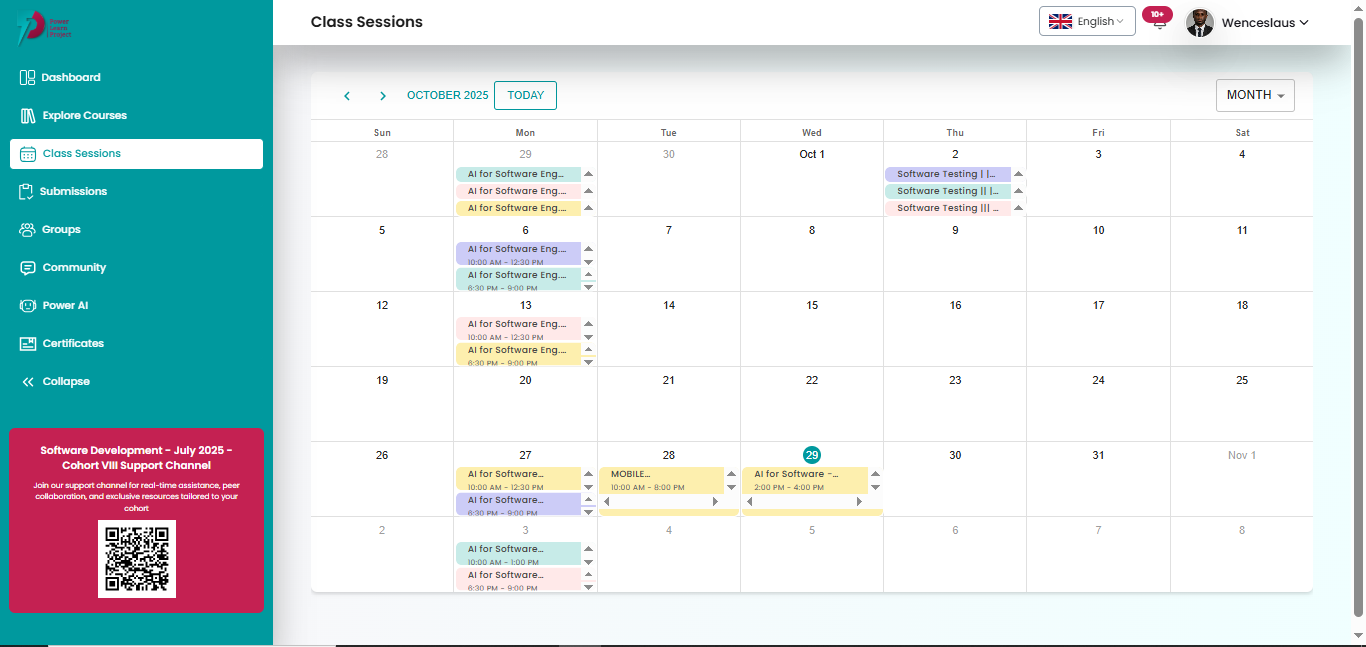 Power
Learn
Project
Class Sessions
English
10+
Wenceslaus
Dashboard
Explore Courses
Class Sessions
Submissions
Groups
Community
Power AI
Certificates
Collapse
Software Development - July 2025 -
Cohort VIII Support Channel
Join our support channel for real-time assistance, peer
collaboration, and exclusive resources tailored to your
cohort
OCTOBER 2025 TODAY MONTH
Sun Mon Tue Wed Thu Fri Sat
28 29 30 Oct 1 2 3 4
AI for Software Eng...
AI for Software Eng....
AI for Software Eng....
Software Testing | |...
Software Testing || |...
Software Testing ||| ...
5 6 7 8 9 10 11
AI for Software Eng....
10:00 AM - 12:30 PM
AI for Software Eng....
6:30 PM - 9:00 PM
12 13 14 15 16 17 18
AI for Software Eng....
10:00 AM - 12:30 PM
AI for Software Eng....
6:30 PM - 9:00 PM
19 20 21 22 23 24 25
26 27 28 29 30 31 Nov 1
AI for Software...
10:00 AM - 12:30 PM
AI for Software...
6:30 PM - 9:00 PM
MOBILE...
10:00 AM - 8:00 PM
AI for Software -...
2:00 PM - 4:00 PM
2 3 4 5 6 7 8
AI for Software...
10:00 AM - 1:00 PM
AI for Software...
6:30 PM - 9:00 PM